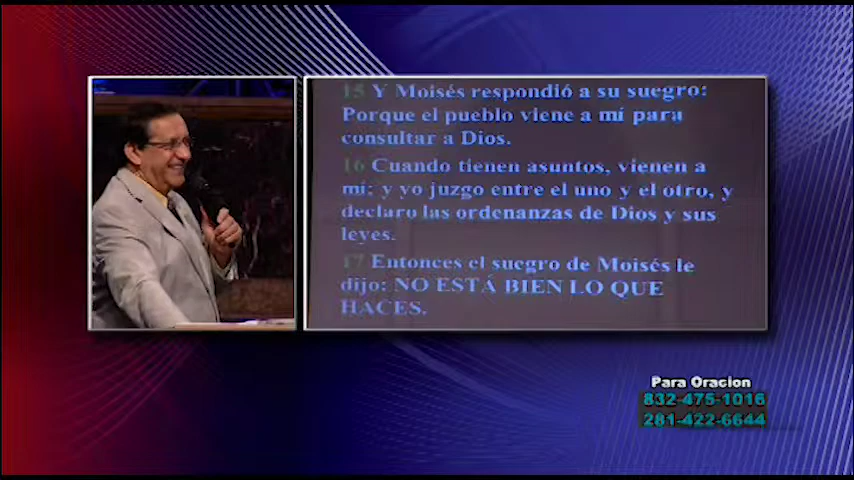 15 Y Moisés respondió a su suegro:
Porque el pueblo viene a mí para
consultar a Dios.
16 Cuando tienen asuntos, vienen a
mí; y yo juzgo entre el uno y el otro, y
declaro las ordenanzas de Dios y sus
leyes.
17 Entonces el suegro de Moisés le
dijo: NO ESTÁ BIEN LO QUE
HACES.
Para Oracion
832-475-1016
281-422-6644